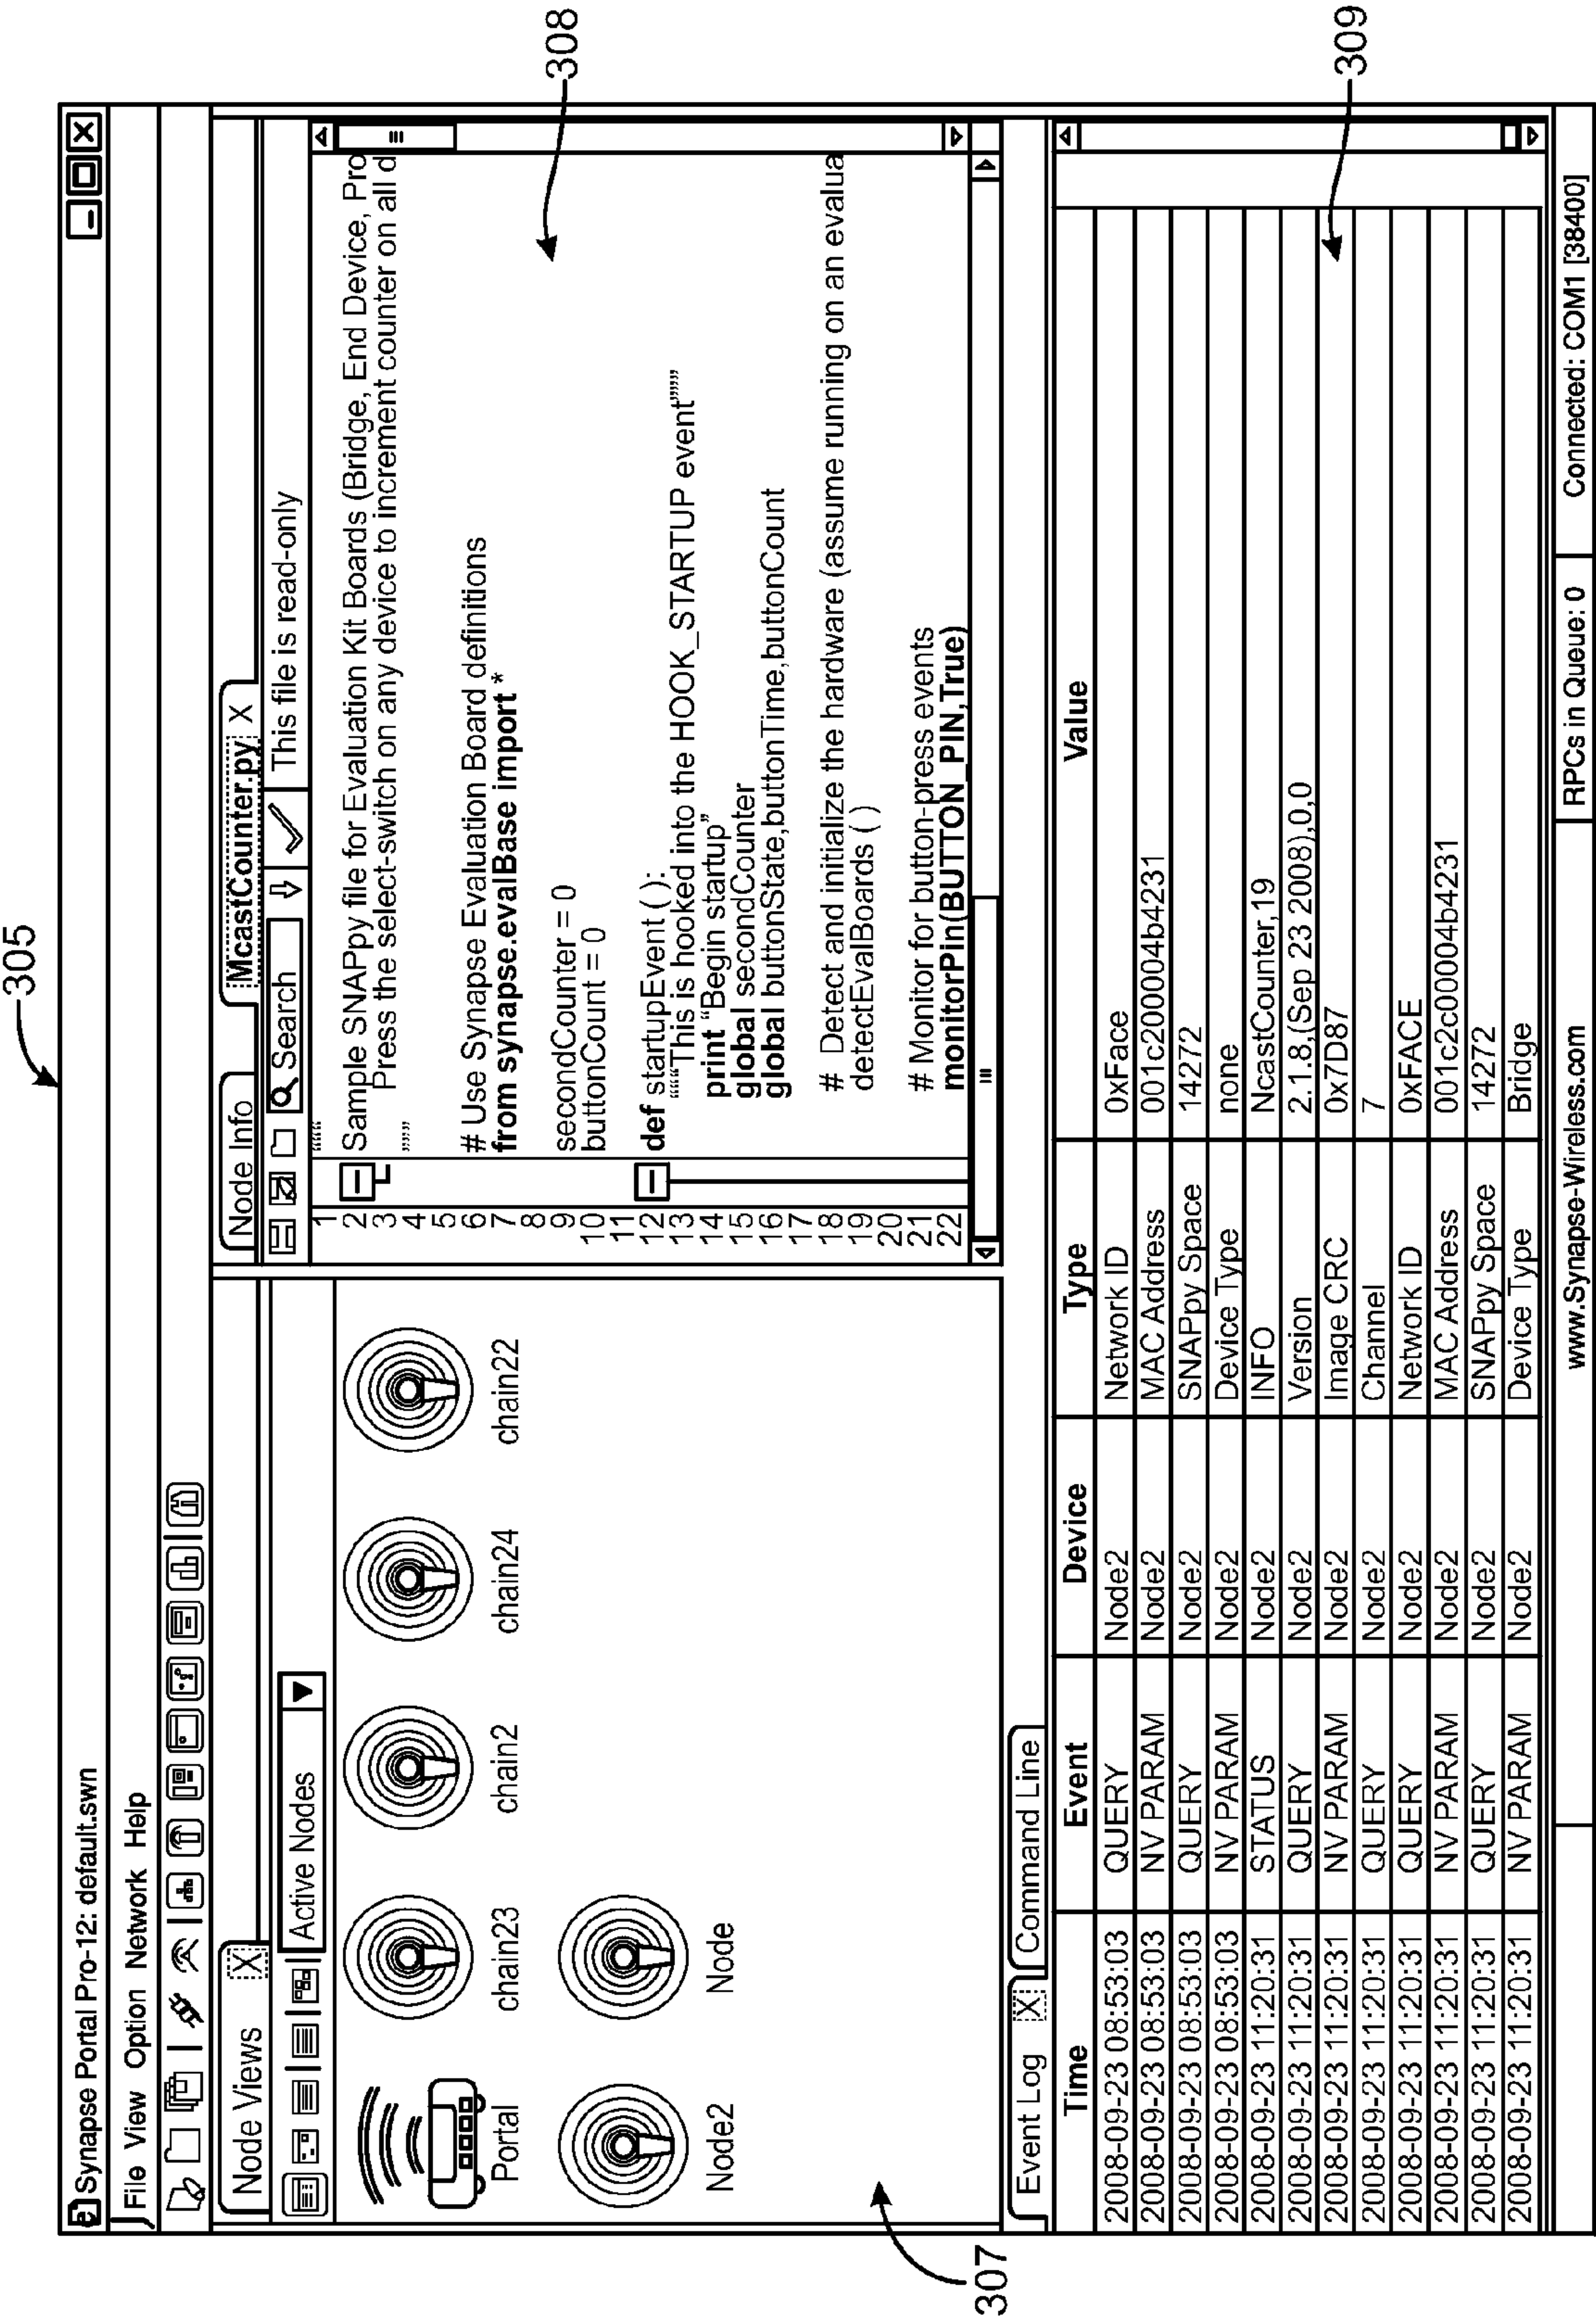 305
Synapse Portal Pro-12: default.swn
File View Option Network Help
Node Views X
Active Nodes
Portal
chain23
chain2
chain24
chain22
Node2
Node
307
Node Info
McastCounter.py X
Search
This file is read-only
1 """
2 Sample SNAPpy file for Evaluation Kit Boards (Bridge, End Device, Pro
3 Press the select-switch on any device to increment counter on all d
4 """
5
6 # Use Synapse Evaluation Board definitions
7 from synapse.evalBase import *
8
9 secondCounter = 0
10 buttonCount = 0
11
12 def startupEvent ( ):
13 """This is hooked into the HOOK_STARTUP event"""
14 print "Begin startup"
15 global secondCounter
16 global buttonState,buttonTime,buttonCount
17
18 # Detect and initialize the hardware (assume running on an evalua
19 detectEvalBoards ( )
20
21 # Monitor for button-press events
22 monitorPin(BUTTON_PIN,True)
308
Event Log X
Command Line
Time Event Device Type Value
2008-09-23 08:53:03 QUERY Node2 Network ID 0xFace
2008-09-23 08:53:03 NV PARAM Node2 MAC Address 001c200004b4231
2008-09-23 08:53:03 QUERY Node2 SNAPpy Space 14272
2008-09-23 08:53:03 NV PARAM Node2 Device Type none
2008-09-23 11:20:31 STATUS Node2 INFO NcastCounter,19
2008-09-23 11:20:31 QUERY Node2 Version 2.1.8,(Sep 23 2008),0,0
2008-09-23 11:20:31 NV PARAM Node2 Image CRC 0x7D87
2008-09-23 11:20:31 QUERY Node2 Channel 7
2008-09-23 11:20:31 QUERY Node2 Network ID 0xFACE
2008-09-23 11:20:31 NV PARAM Node2 MAC Address 001c2c00004b4231
2008-09-23 11:20:31 QUERY Node2 SNAPpy Space 14272
2008-09-23 11:20:31 NV PARAM Node2 Device Type Bridge
309
www.Synapse-Wireless.com
RPCs in Queue: 0
Connected: COM1 [38400]